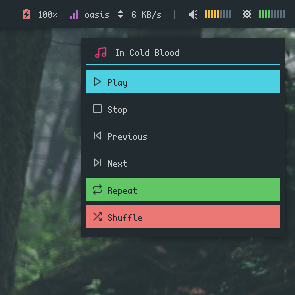 100% oasis 6 KB/s |
In Cold Blood
Play
Stop
Previous
Next
Repeat
Shuffle